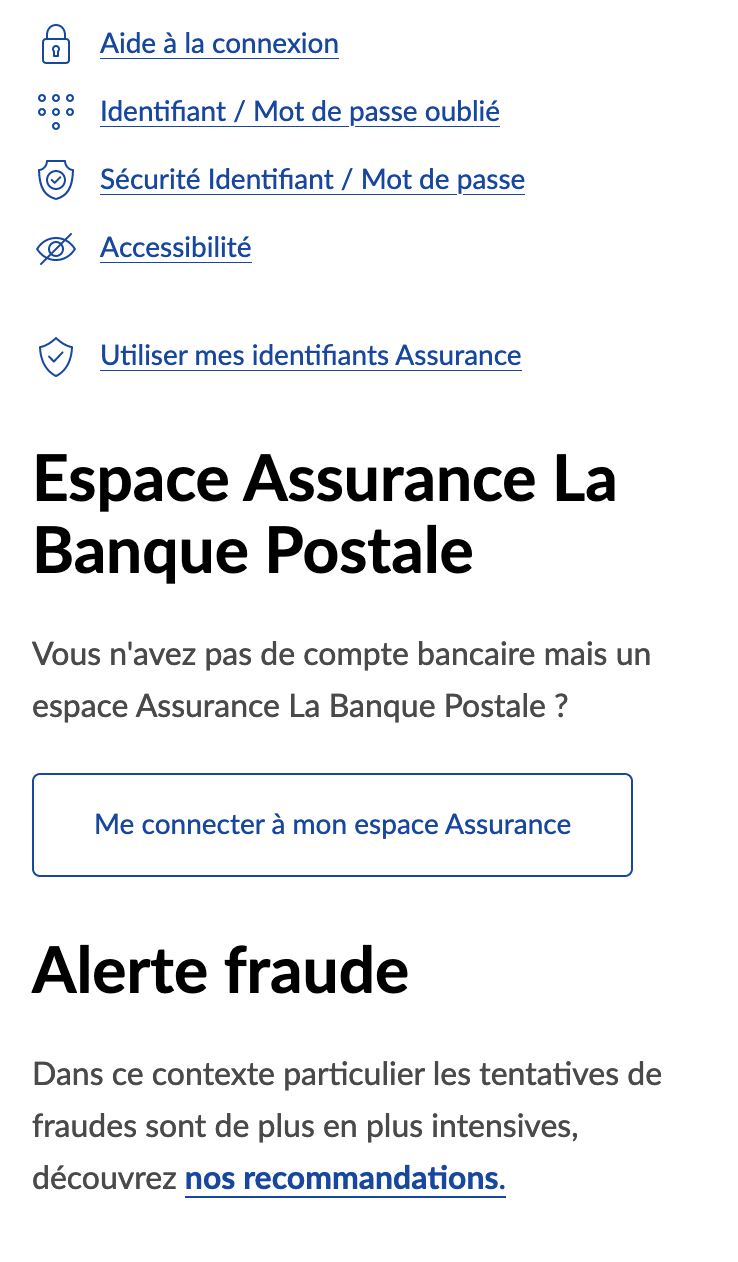 Aide à la connexion
Identifiant / Mot de passe oublié
Sécurité Identifiant / Mot de passe
Accessibilité
Utiliser mes identifiants Assurance
Espace Assurance La
Banque Postale
Vous n'avez pas de compte bancaire mais un
espace Assurance La Banque Postale ?
Me connecter à mon espace Assurance
Alerte fraude
Dans ce contexte particulier les tentatives de
fraudes sont de plus en plus intensives,
découvrez nos recommandations.